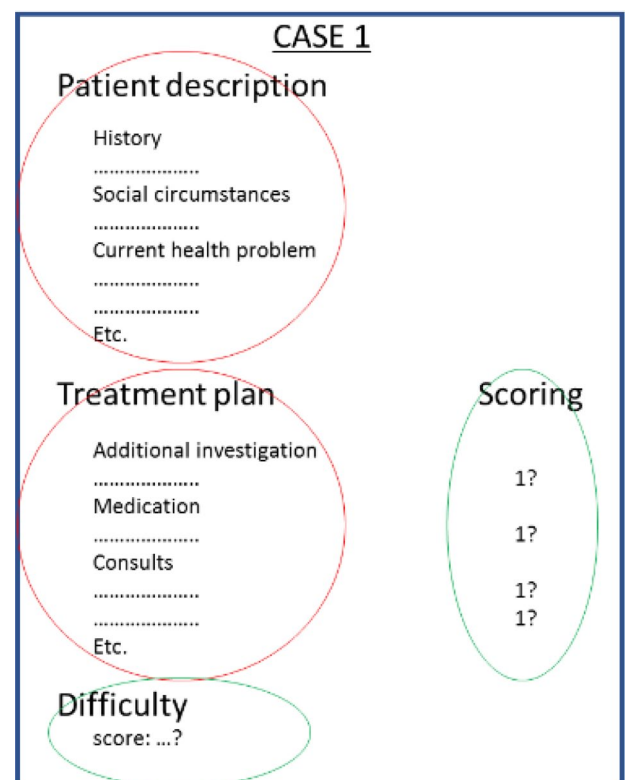 CASE 1
Patient description
History
....................
Social circumstances
....................
Current health problem
....................
....................
Etc.
Treatment plan
Scoring
Additional investigation
.................... 1?
Medication
.................... 1?
Consults
.................... 1?
.................... 1?
Etc.
Difficulty
score: ...?